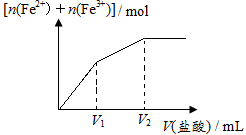 [n(Fe²⁺)+n(Fe³⁺)] / mol
V₁ V₂ V(盐酸) / mL